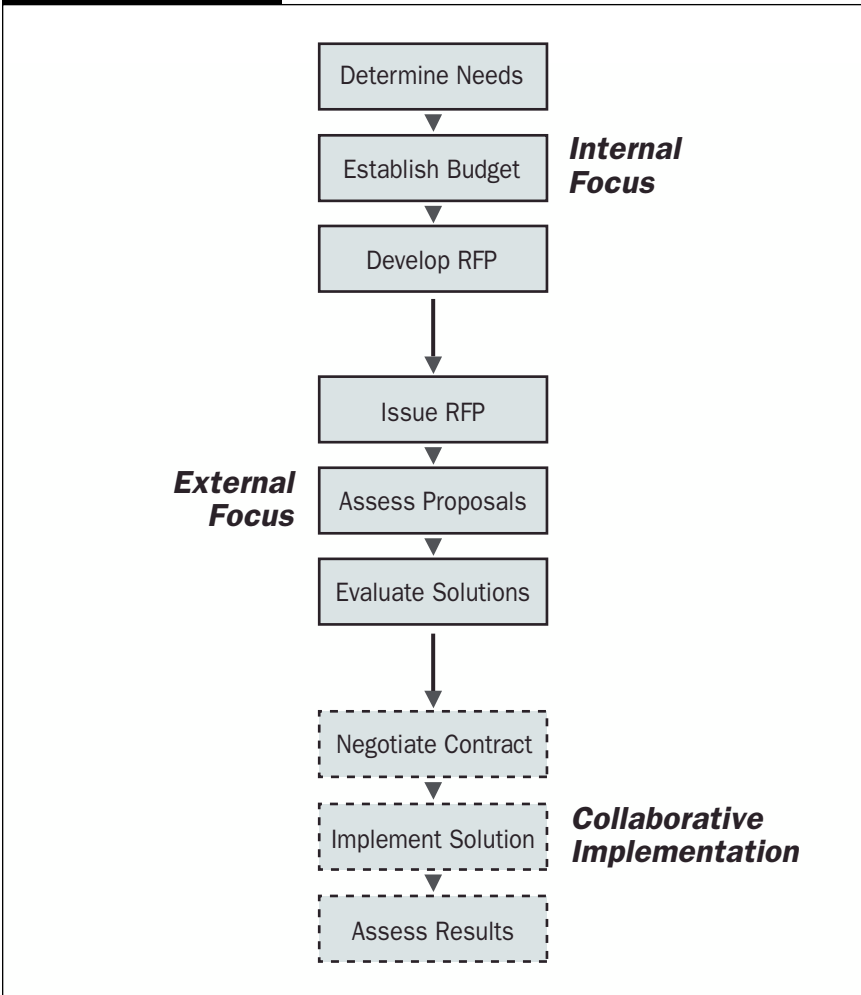 Determine Needs
Establish Budget
Internal
Focus
Develop RFP
Issue RFP
External
Focus
Assess Proposals
Evaluate Solutions
Negotiate Contract
Implement Solution
Collaborative
Implementation
Assess Results